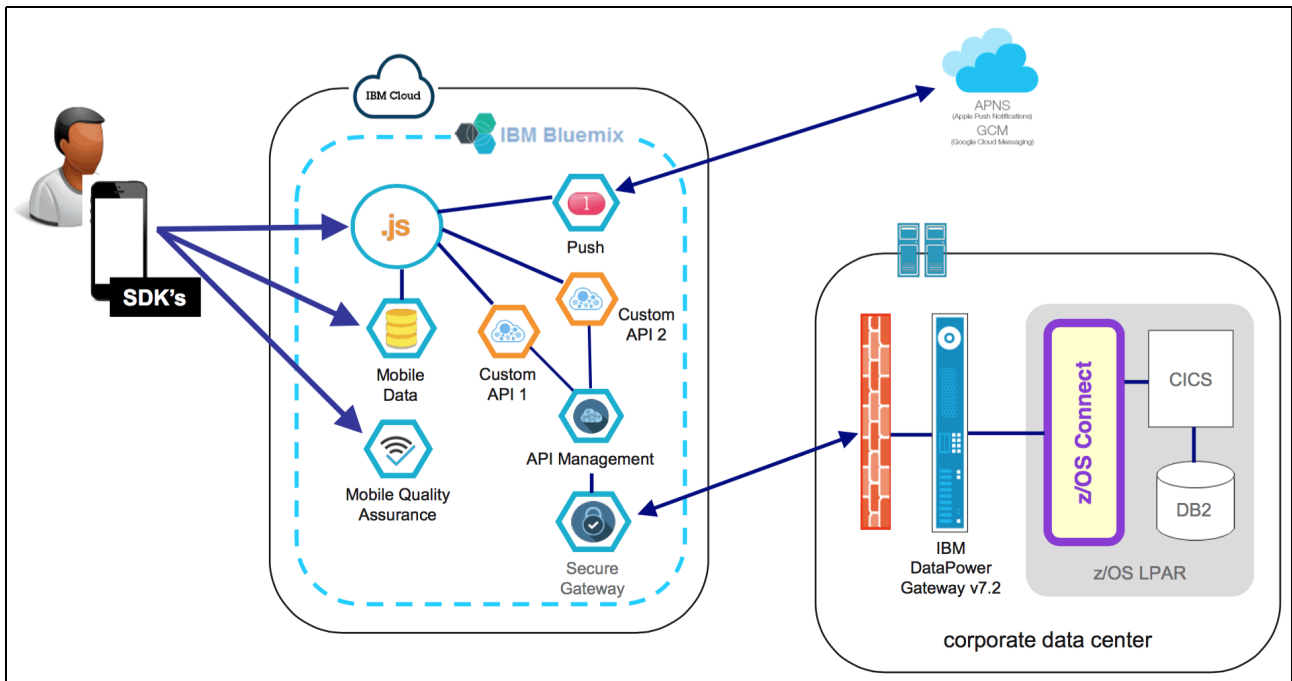 IBM Cloud
IBM Bluemix
APNS
(Apple Push Notifications)
GCM
(Google Cloud Messaging)
SDK's
.js
1
Push
Mobile
Data
Custom
API 1
Custom
API 2
API Management
Mobile Quality
Assurance
Secure
Gateway
IBM
DataPower
Gateway v7.2
z/OS Connect
CICS
DB2
z/OS LPAR
corporate data center